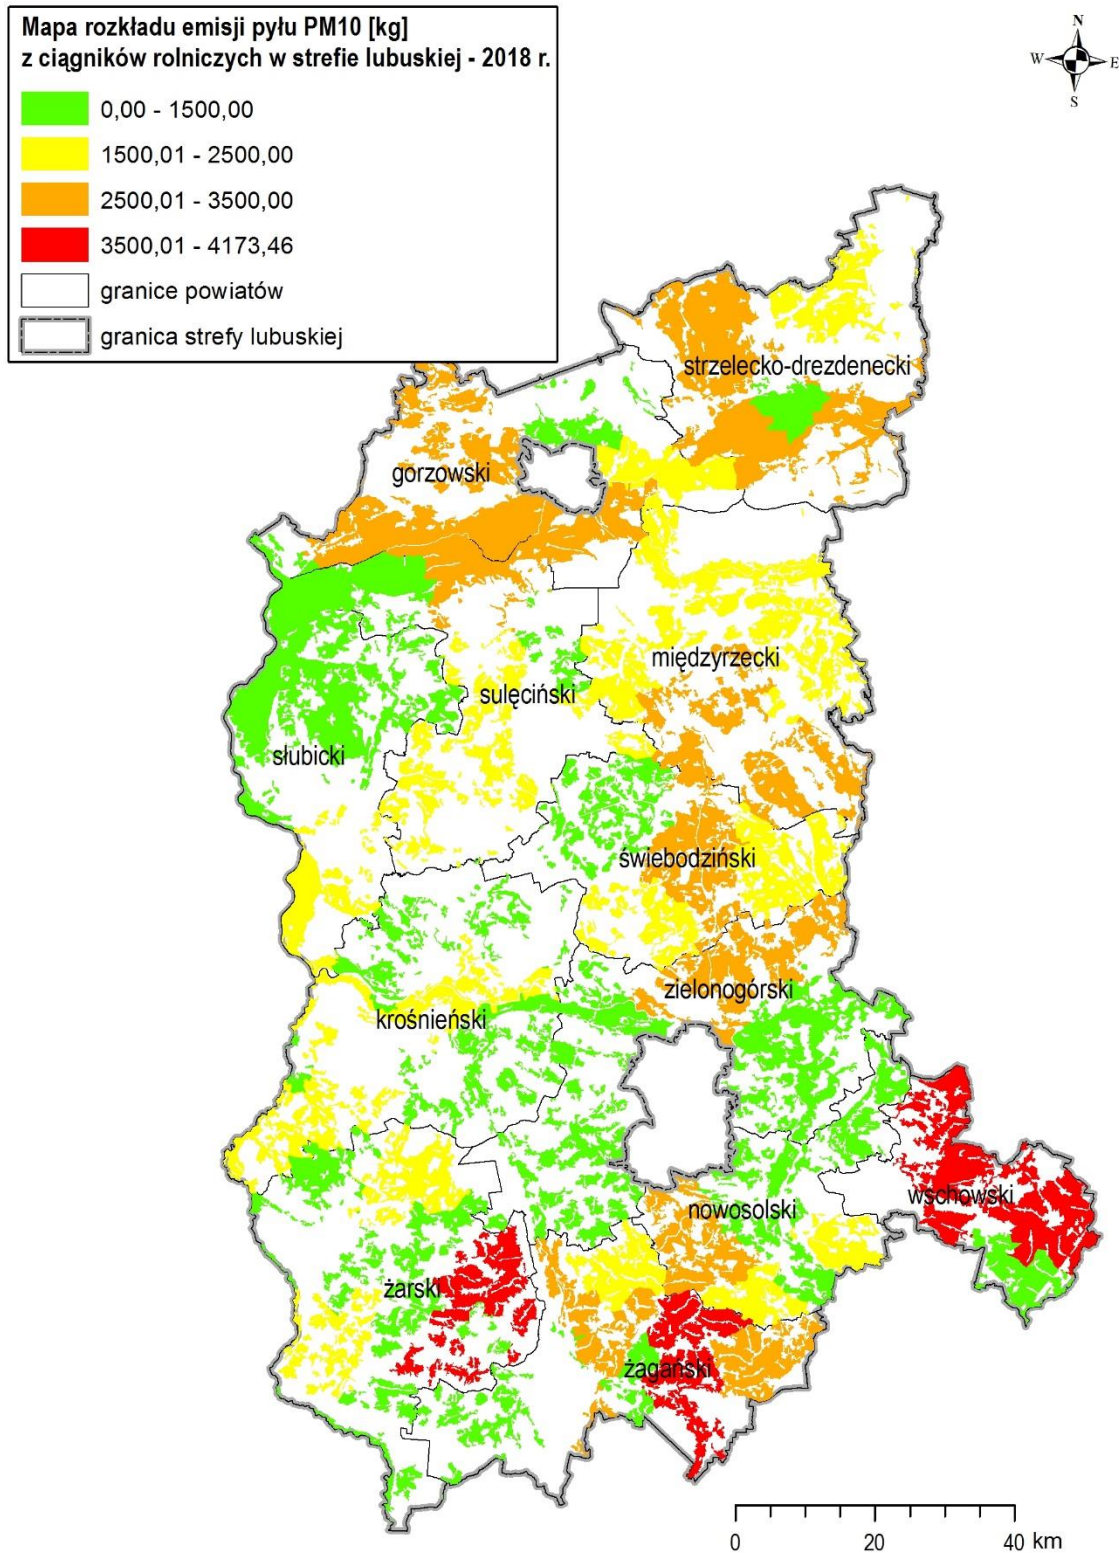 Mapa rozkładu emisji pyłu PM10 [kg]
z ciągników rolniczych w strefie lubuskiej - 2018 r.
0,00 - 1500,00
1500,01 - 2500,00
2500,01 - 3500,00
3500,01 - 4173,46
granice powiatów
granica strefy lubuskiej
N
W E
S
strzelecko-drezdenecki
gorzowski
międzyrzecki
sulęciński
słubicki
świebodziński
zielonogórski
krośnieński
wschowski
nowosolski
żarski
żagański
0 20 40 km